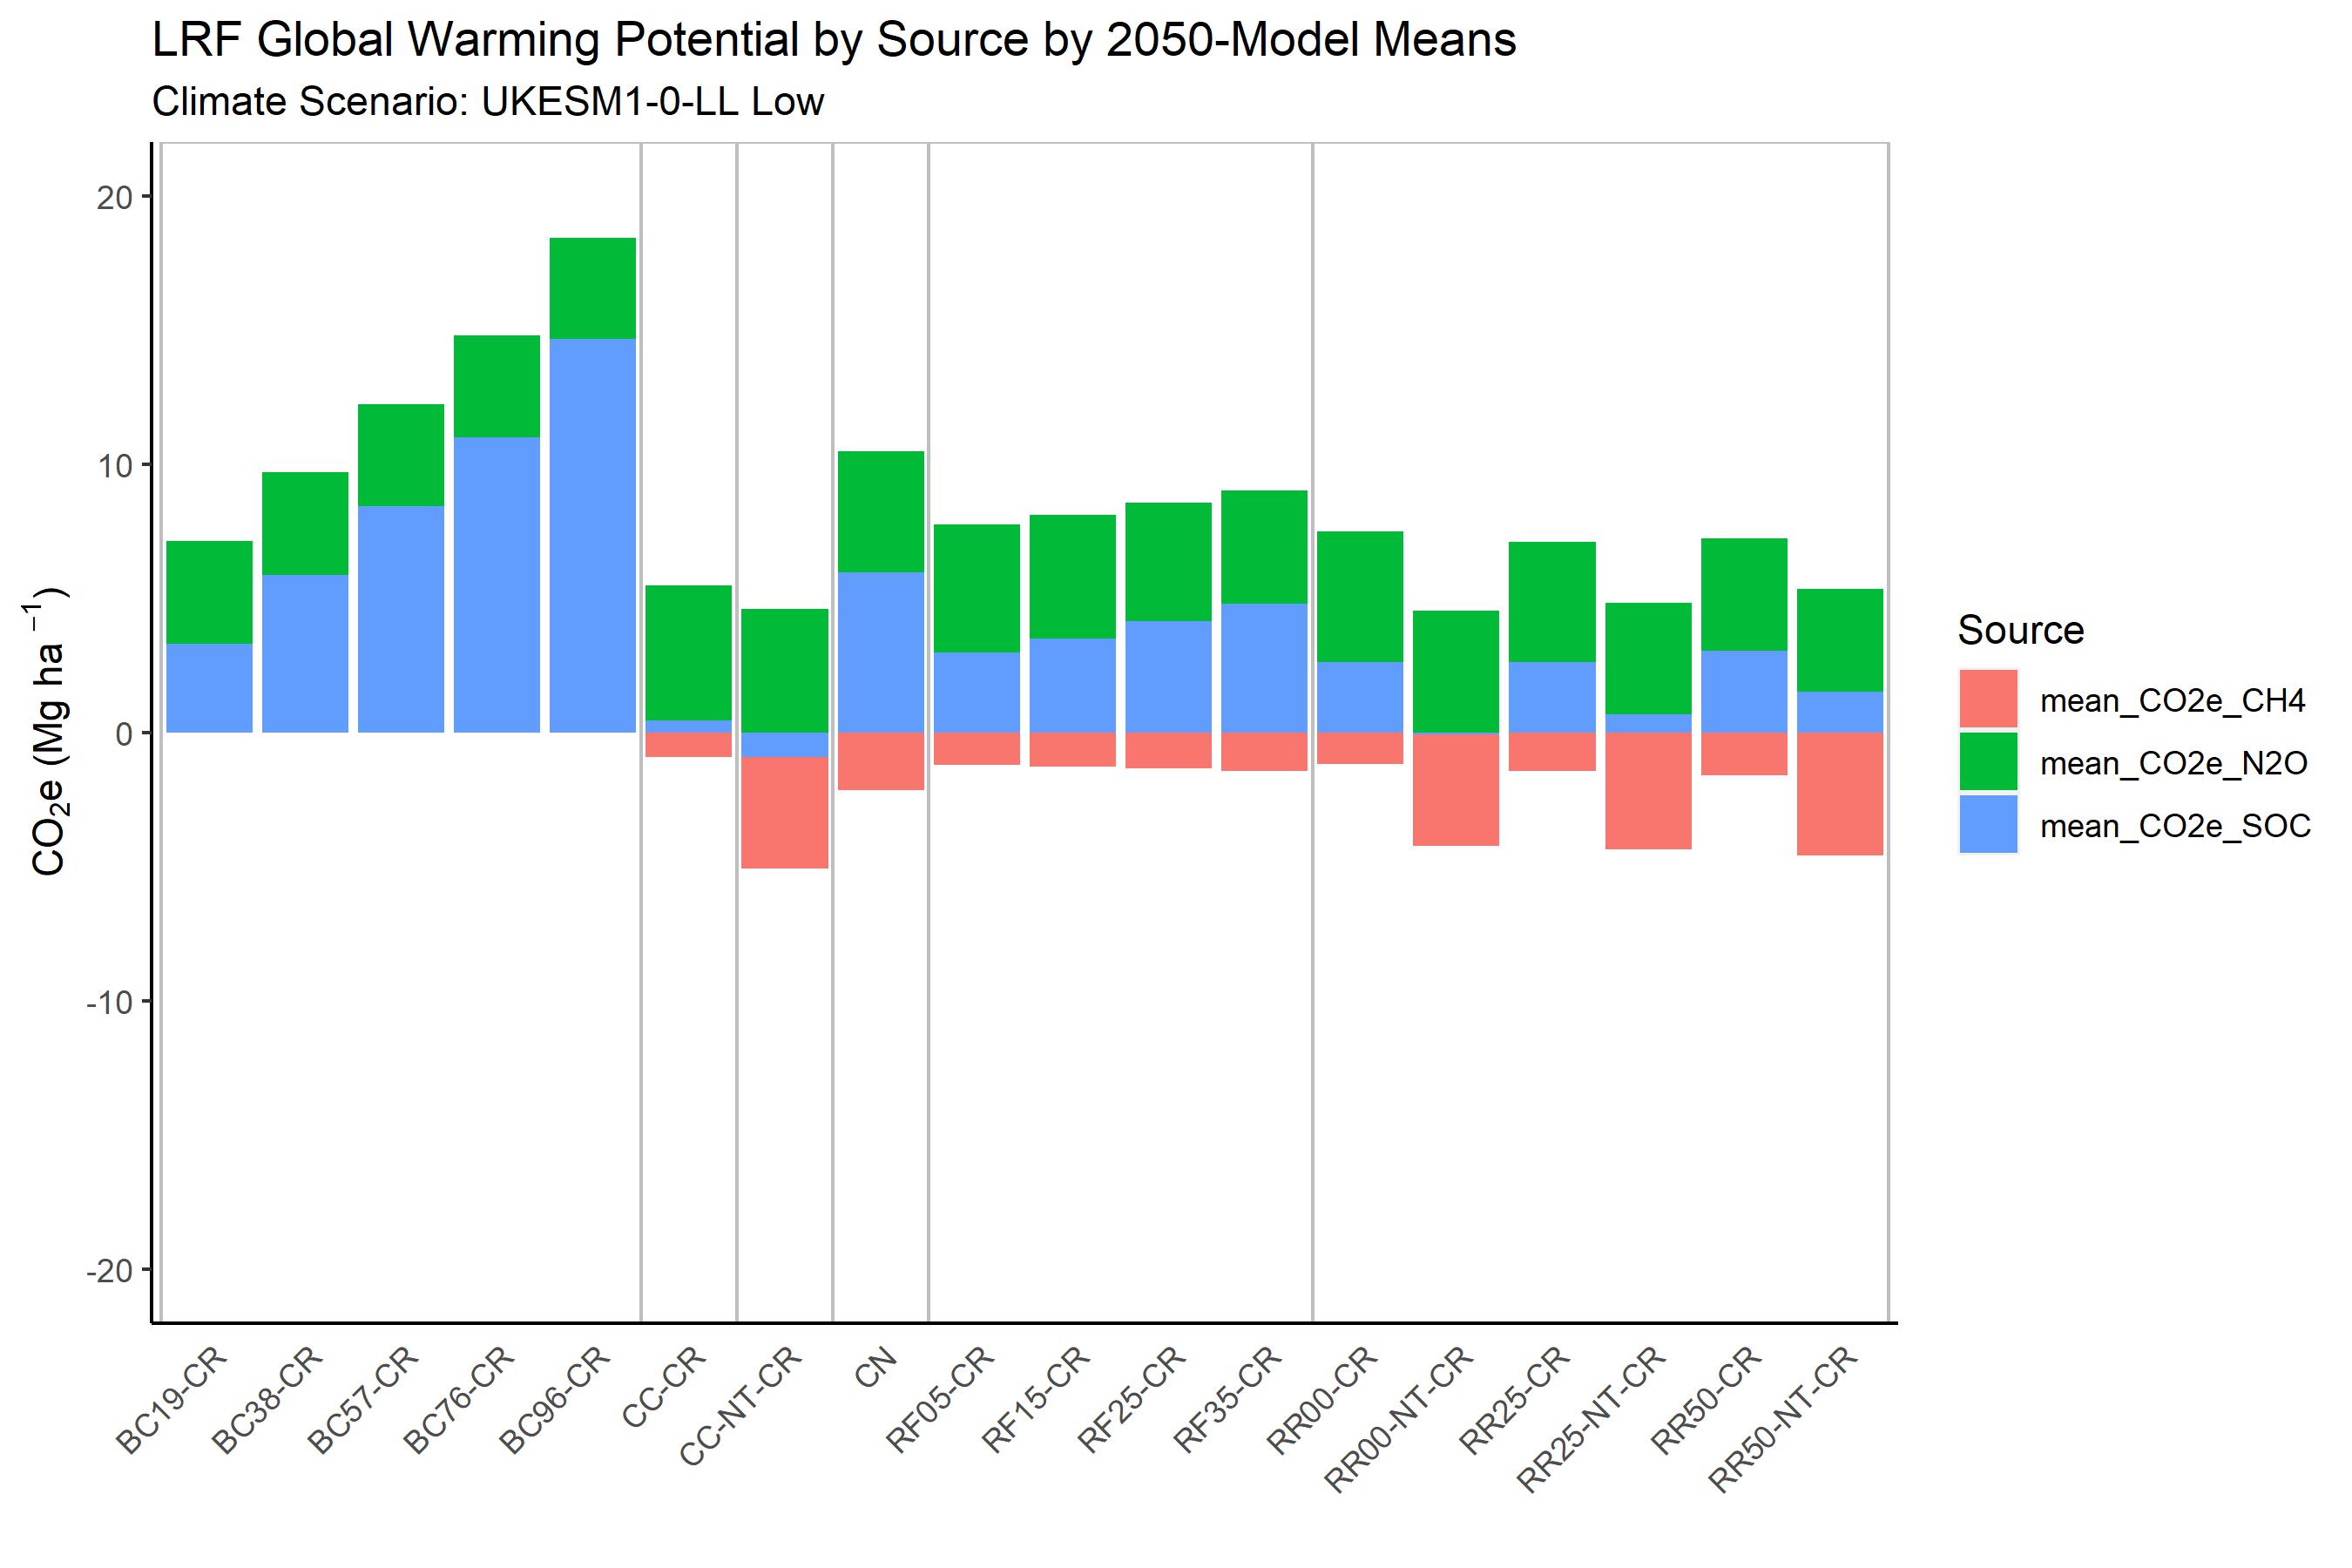 LRF Global Warming Potential by Source by 2050-Model Means
Climate Scenario: UKESM1-0-LL Low
CO₂e (Mg ha ⁻¹)
20
10
0
-10
-20
BC19-CR
BC38-CR
BC57-CR
BC76-CR
BC96-CR
CC-CR
CC-NT-CR
CN
RF05-CR
RF15-CR
RF25-CR
RF35-CR
RR00-CR
RR00-NT-CR
RR25-CR
RR25-NT-CR
RR50-CR
RR50-NT-CR
Source
mean_CO2e_CH4
mean_CO2e_N2O
mean_CO2e_SOC